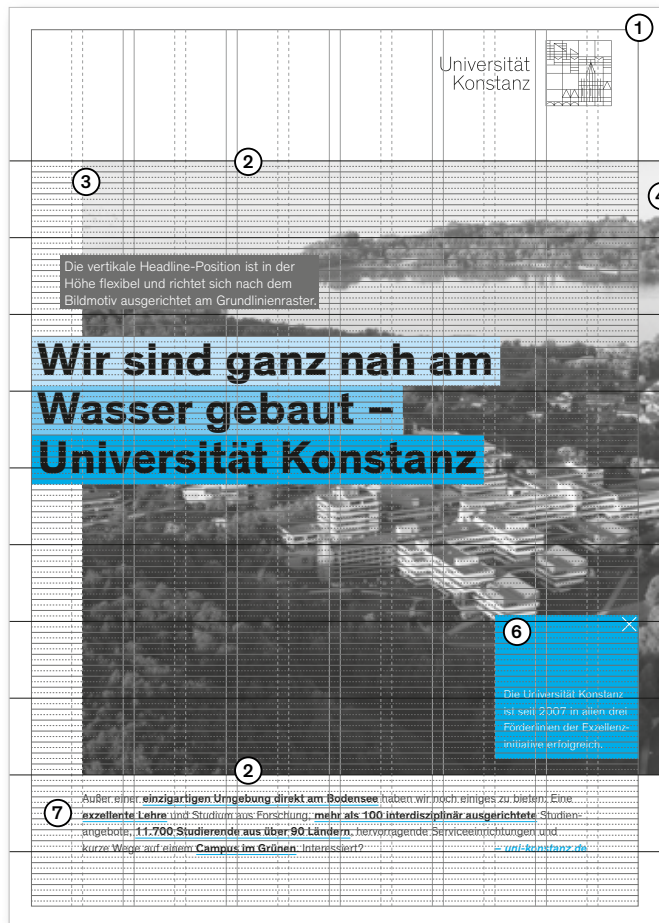 1
Universität
Konstanz
2
3
4
Die vertikale Headline-Position ist in der
Höhe flexibel und richtet sich nach dem
Bildmotiv ausgerichtet am Grundlinienraster.
Wir sind ganz nah am
Wasser gebaut –
Universität Konstanz
6
Die Universität Konstanz
ist seit 2007 in allen drei
Förderlinien der Exzellenz-
initiative erfolgreich.
2
7
Außer einer einzigartigen Umgebung direkt am Bodensee haben wir noch einiges zu bieten. Eine
exzellente Lehre und Studium aus Forschung, mehr als 100 interdisziplinär ausgerichtete Studien-
angebote, 11.700 Studierende aus über 90 Ländern, hervorragende Serviceeinrichtungen und
kurze Wege auf einem Campus im Grünen. Interessiert?
– uni-konstanz.de